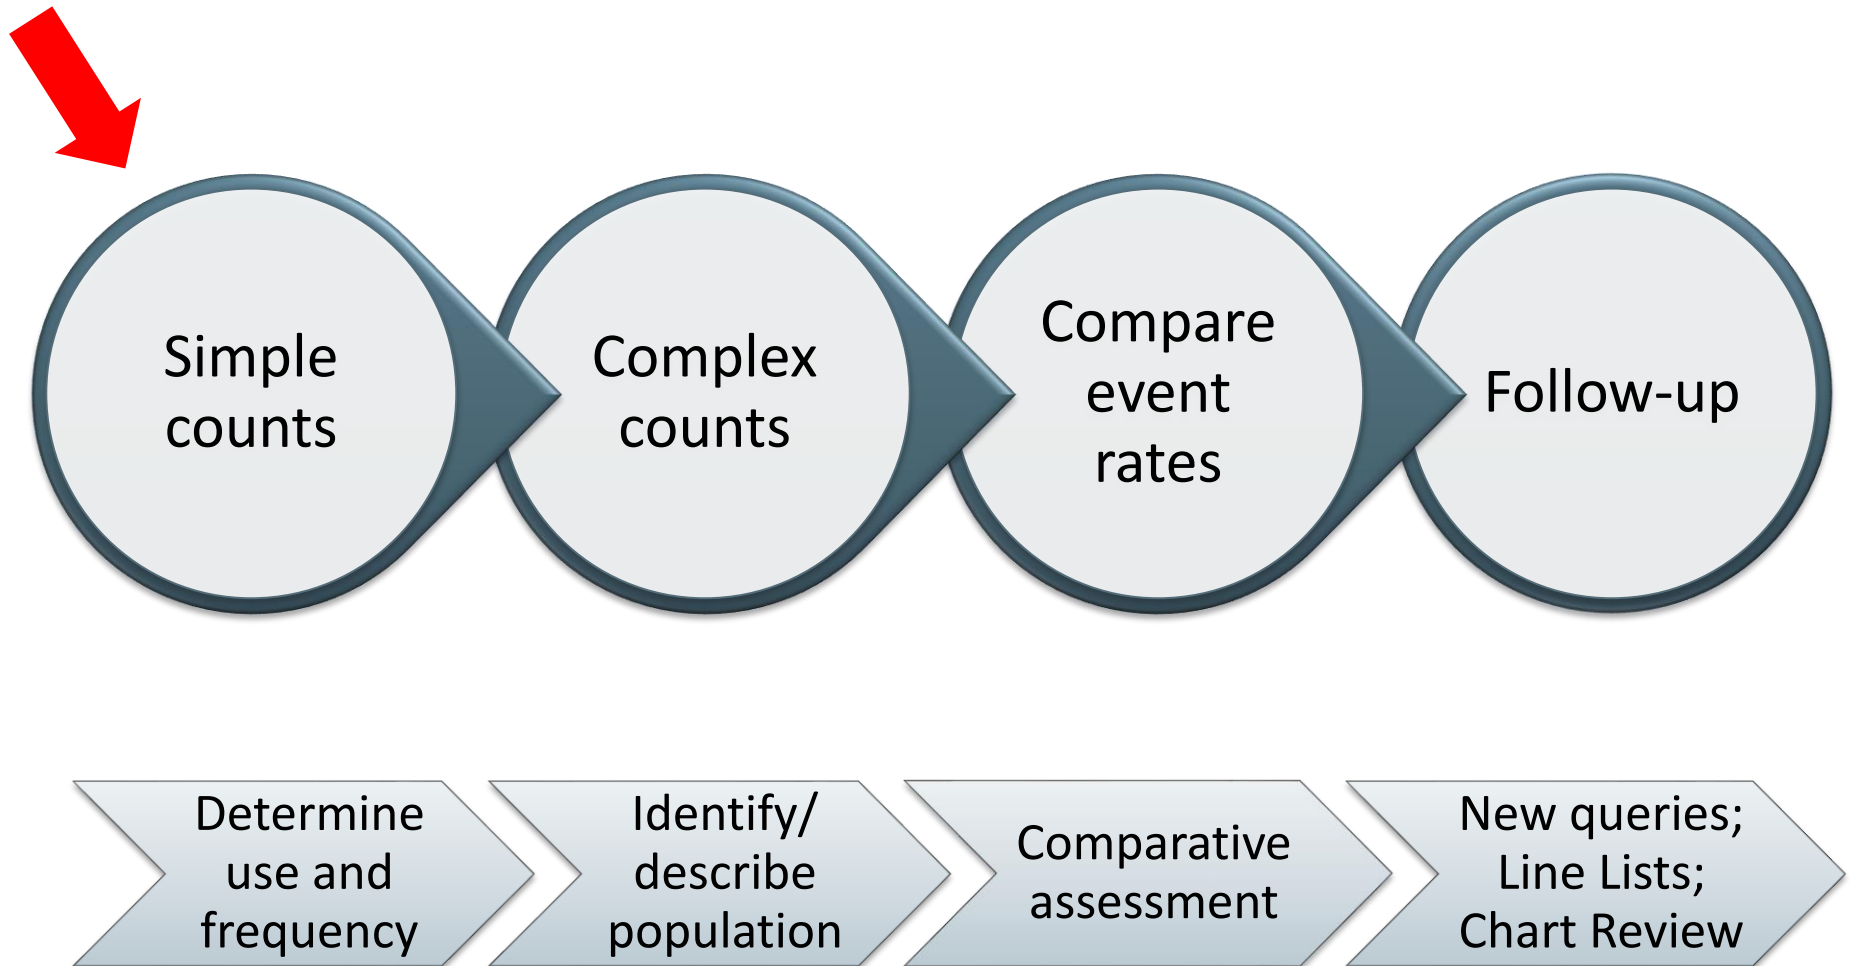 Simple
counts
Complex
counts
Compare
event
rates
Follow-up
Determine
use and
frequency
Identify/
describe
population
Comparative
assessment
New queries;
Line Lists;
Chart Review